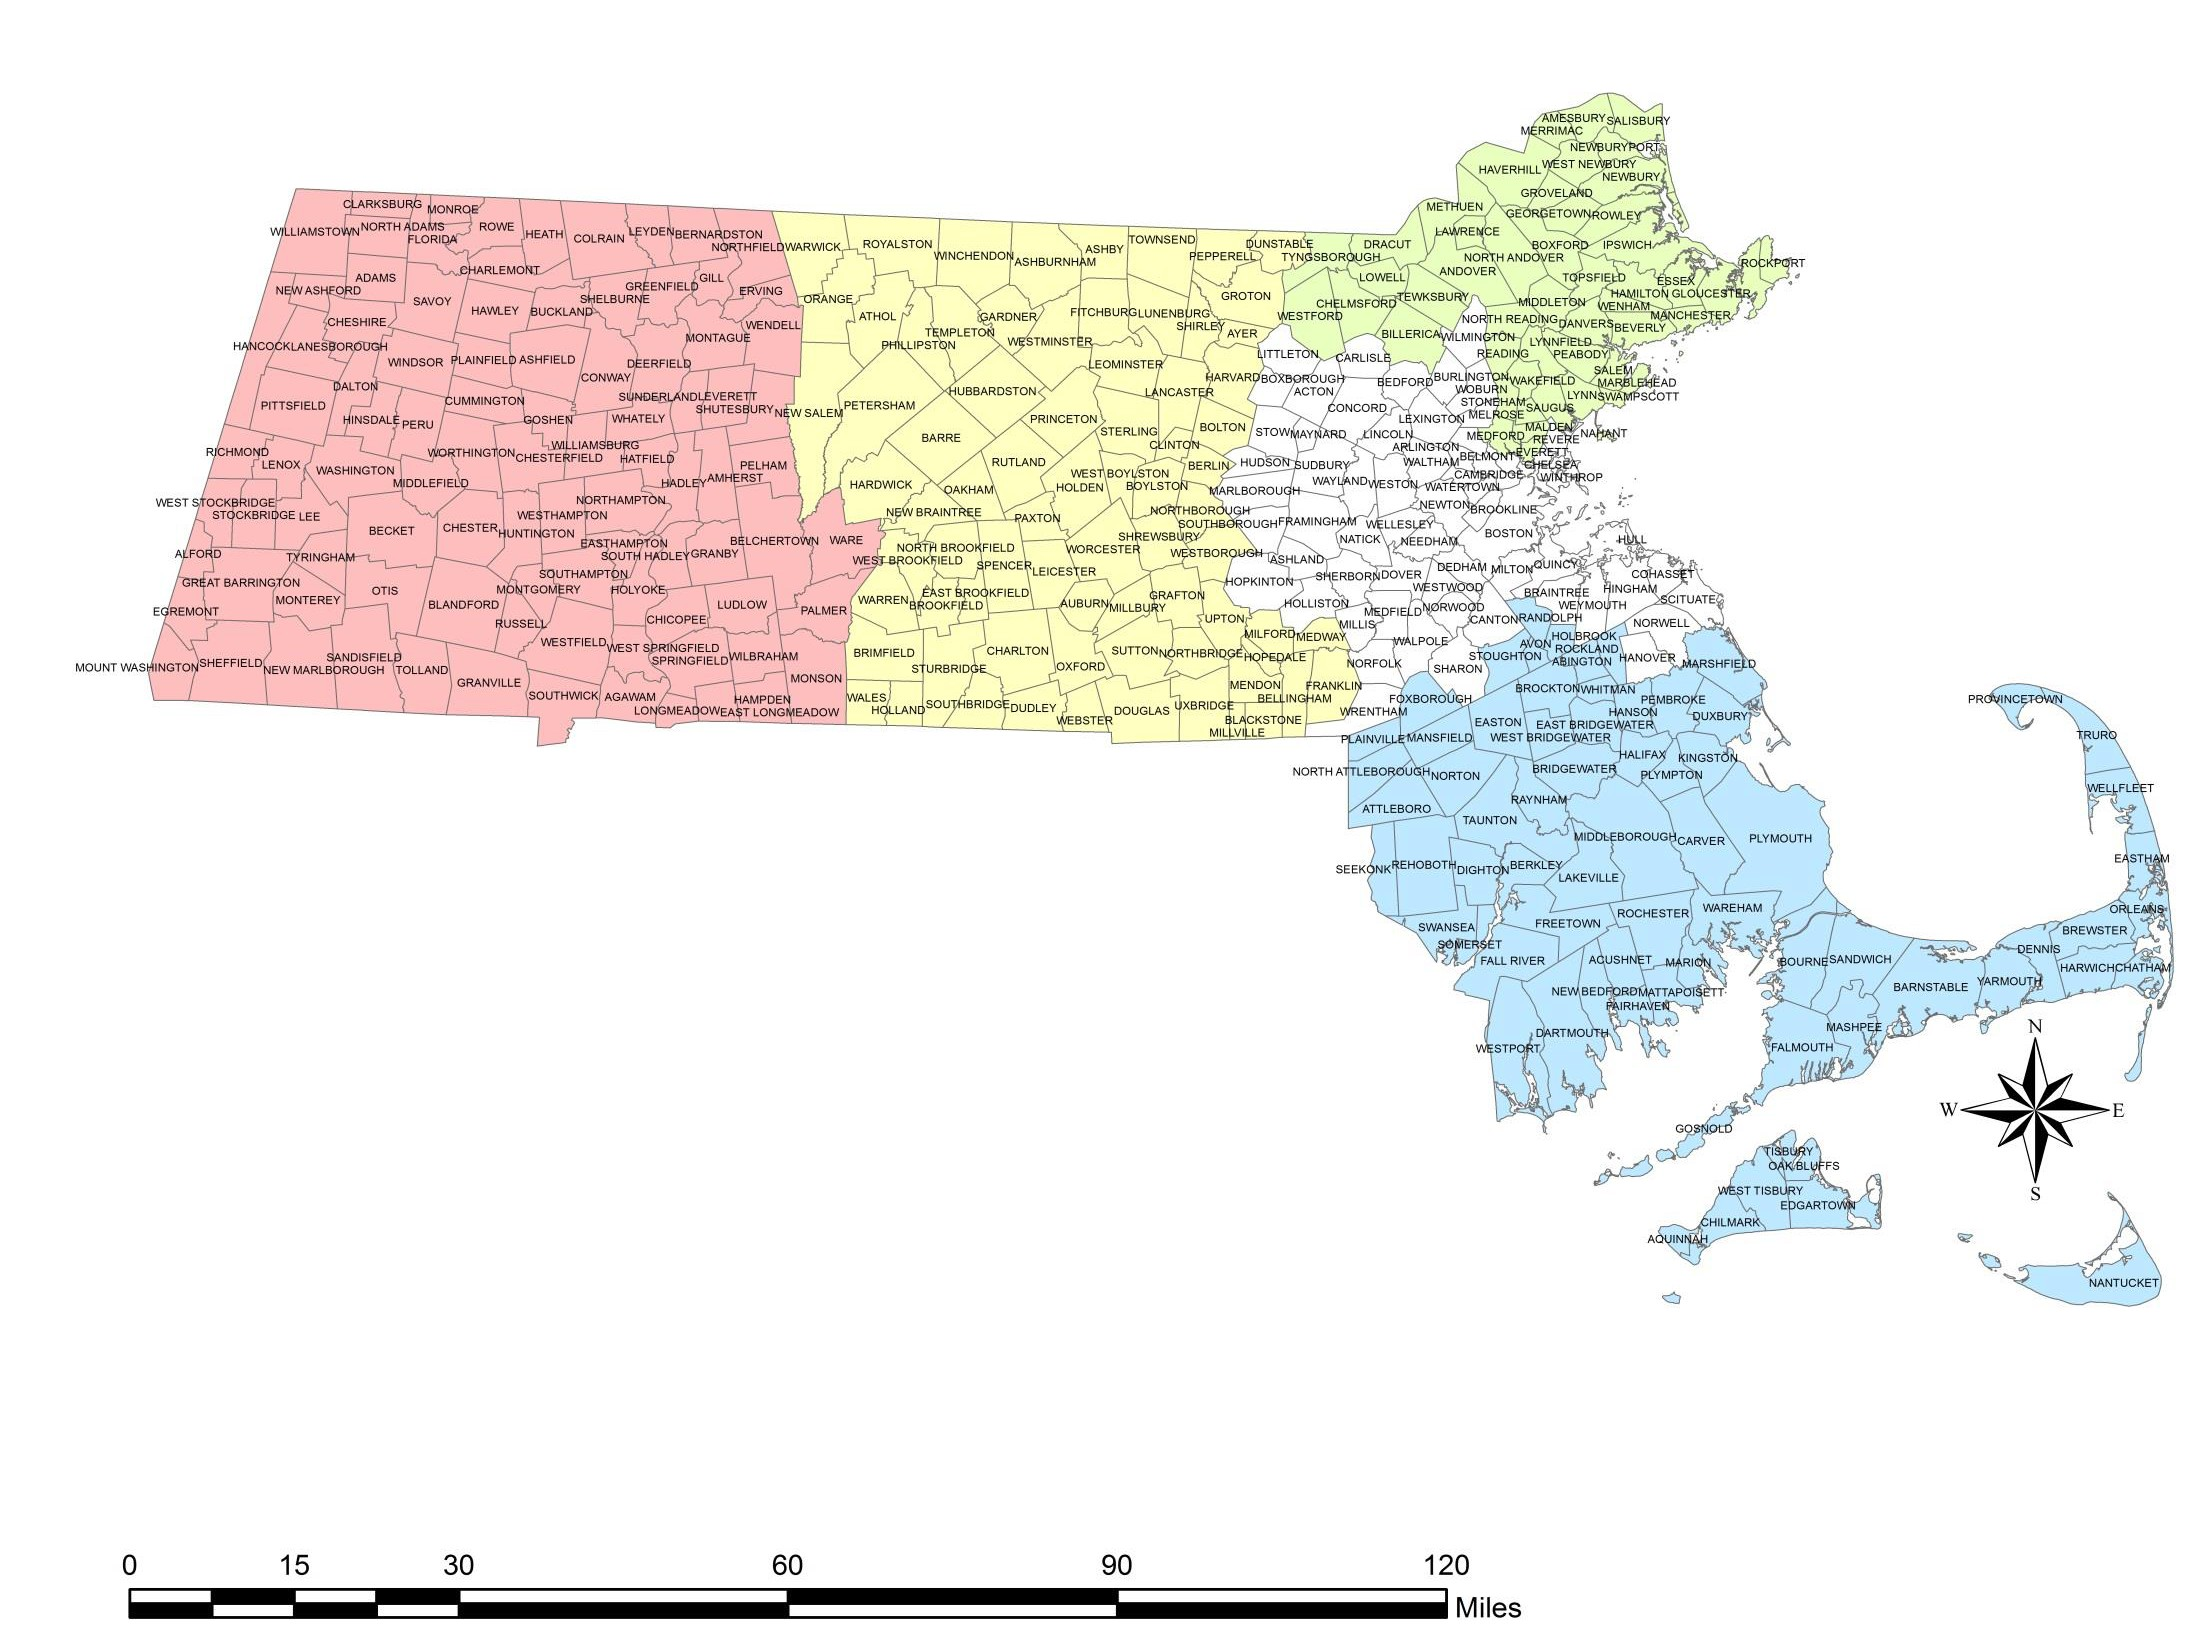 AMESBURY
SALISBURY
MERRIMAC
NEWBURYPORT
WEST NEWBURY
HAVERHILL
NEWBURY
GROVELAND
CLARKSBURG
MONROE
METHUEN
GEORGETOWN
ROWLEY
WILLIAMSTOWN
NORTH ADAMS
ROWE
FLORIDA
HEATH
COLRAIN
LEYDEN
BERNARDSTON
NORTHFIELD
WARWICK
ROYALSTON
WINCHENDON
ASHBURNHAM
ASHBY
TOWNSEND
PEPPERELL
DUNSTABLE
TYNGSBOROUGH
DRACUT
LAWRENCE
BOXFORD
IPSWICH
NORTH ANDOVER
ANDOVER
ROCKPORT
ADAMS
CHARLEMONT
GILL
GREENFIELD
ERVING
LOWELL
TOPSFIELD
ESSEX
NEW ASHFORD
SAVOY
HAWLEY
BUCKLAND
SHELBURNE
ORANGE
GROTON
CHELMSFORD
TEWKSBURY
MIDDLETON
HAMILTON
GLOUCESTER
WENHAM
MANCHESTER
CHESHIRE
WENDELL
ATHOL
TEMPLETON
GARDNER
FITCHBURG
LUNENBURG
SHIRLEY
AYER
WESTFORD
BILLERICA
WILMINGTON
NORTH READING
DANVERS
BEVERLY
HANCOCK
LANESBOROUGH
MONTAGUE
PHILLIPSTON
WESTMINSTER
LYNNFIELD
READING
PEABODY
WINDSOR
PLAINFIELD
ASHFIELD
DEERFIELD
LEOMINSTER
LITTLETON
CARLISLE
SALEM
DALTON
CONWAY
HARVARD
BOXBOROUGH
ACTON
BEDFORD
BURLINGTON
WOBURN
WAKEFIELD
MARBLEHEAD
LYNN
SWAMPSCOTT
PITTSFIELD
CUMMINGTON
SUNDERLAND
LEVERETT
SHUTESBURY
NEW SALEM
PETERSHAM
HUBBARDSTON
LANCASTER
CONCORD
STONEHAM
MELROSE
SAUGUS
HINSDALE
PERU
GOSHEN
WHATELY
PRINCETON
STERLING
BOLTON
STOW
MAYNARD
LINCOLN
LEXINGTON
MEDFORD
MALDEN
REVERE
NAHANT
RICHMOND
LENOX
WASHINGTON
WORTHINGTON
WILLIAMSBURG
CHESTERFIELD
HATFIELD
PELHAM
BARRE
CLINTON
ARLINGTON
EVERETT
BELMONT
CHELSEA
MIDDLEFIELD
HADLEY
AMHERST
RUTLAND
WEST BOYLSTON
BERLIN
HUDSON
SUDBURY
WALTHAM
CAMBRIDGE
WINTHROP
WEST STOCKBRIDGE
STOCKBRIDGE
LEE
NORTHAMPTON
HARDWICK
OAKHAM
HOLDEN
BOYLSTON
MARLBOROUGH
WAYLAND
WESTON
WATERTOWN
WESTHAMPTON
NEW BRAINTREE
PAXTON
NORTHBOROUGH
SOUTHBOROUGH
FRAMINGHAM
NEWTON
BROOKLINE
BECKET
CHESTER
HUNTINGTON
EASTHAMPTON
BELCHERTOWN
WARE
SHREWSBURY
WELLESLEY
NATICK
NEEDHAM
BOSTON
HULL
ALFORD
TYRINGHAM
SOUTH HADLEY
GRANBY
NORTH BROOKFIELD
WEST BROOKFIELD
SPENCER
LEICESTER
WORCESTER
WESTBOROUGH
ASHLAND
GREAT BARRINGTON
MONTEREY
OTIS
SOUTHAMPTON
MONTGOMERY
HOLYOKE
HOPKINTON
SHERBORN
DOVER
DEDHAM
WESTWOOD
MILTON
QUINCY
COHASSET
EGREMONT
BLANDFORD
RUSSELL
LUDLOW
CHICOPEE
PALMER
WARREN
EAST BROOKFIELD
BROOKFIELD
AUBURN
MILLBURY
GRAFTON
HOLLISTON
MEDFIELD
NORWOOD
BRAINTREE
WEYMOUTH
HINGHAM
SCITUATE
UPTON
MILLIS
CANTON
RANDOLPH
NORWELL
MOUNT WASHINGTON
SHEFFIELD
NEW MARLBOROUGH
SANDISFIELD
TOLLAND
WESTFIELD
WEST SPRINGFIELD
SPRINGFIELD
WILBRAHAM
BRIMFIELD
STURBRIDGE
CHARLTON
OXFORD
SUTTON
NORTHBRIDGE
MILFORD
HOPEDALE
MEDWAY
NORFOLK
WALPOLE
SHARON
STOUGHTON
AVON
HOLBROOK
ROCKLAND
ABINGTON
HANOVER
MARSHFIELD
GRANVILLE
SOUTHWICK
AGAWAM
LONGMEADOW
EAST LONGMEADOW
HAMPDEN
MONSON
WALES
HOLLAND
SOUTHBRIDGE
DUDLEY
WEBSTER
DOUGLAS
UXBRIDGE
MENDON
BELLINGHAM
BLACKSTONE
MILLVILLE
FRANKLIN
WRENTHAM
FOXBOROUGH
BROCKTON
WHITMAN
PEMBROKE
HANSON
DUXBURY
PROVINCETOWN
PLAINVILLE
MANSFIELD
EASTON
EAST BRIDGEWATER
WEST BRIDGEWATER
TRURO
NORTH ATTLEBOROUGH
NORTON
BRIDGEWATER
HALIFAX
KINGSTON
PLYMPTON
WELLFLEET
ATTLEBORO
RAYNHAM
TAUNTON
MIDDLEBOROUGH
CARVER
PLYMOUTH
SEEKONK
REHOBOTH
DIGHTON
BERKLEY
LAKEVILLE
EASTHAM
SWANSEA
SOMERSET
FREETOWN
ROCHESTER
WAREHAM
ORLEANS
BREWSTER
FALL RIVER
ACUSHNET
MARION
BOURNE
SANDWICH
DENNIS
HARWICH
CHATHAM
NEW BEDFORD
MATTAPOISETT
FAIRHAVEN
BARNSTABLE
YARMOUTH
WESTPORT
DARTMOUTH
MASHPEE
FALMOUTH
N
W
E
S
GOSNOLD
TISBURY
OAK BLUFFS
WEST TISBURY
EDGARTOWN
CHILMARK
AQUINNAH
NANTUCKET
0 15 30 60 90 120
Miles